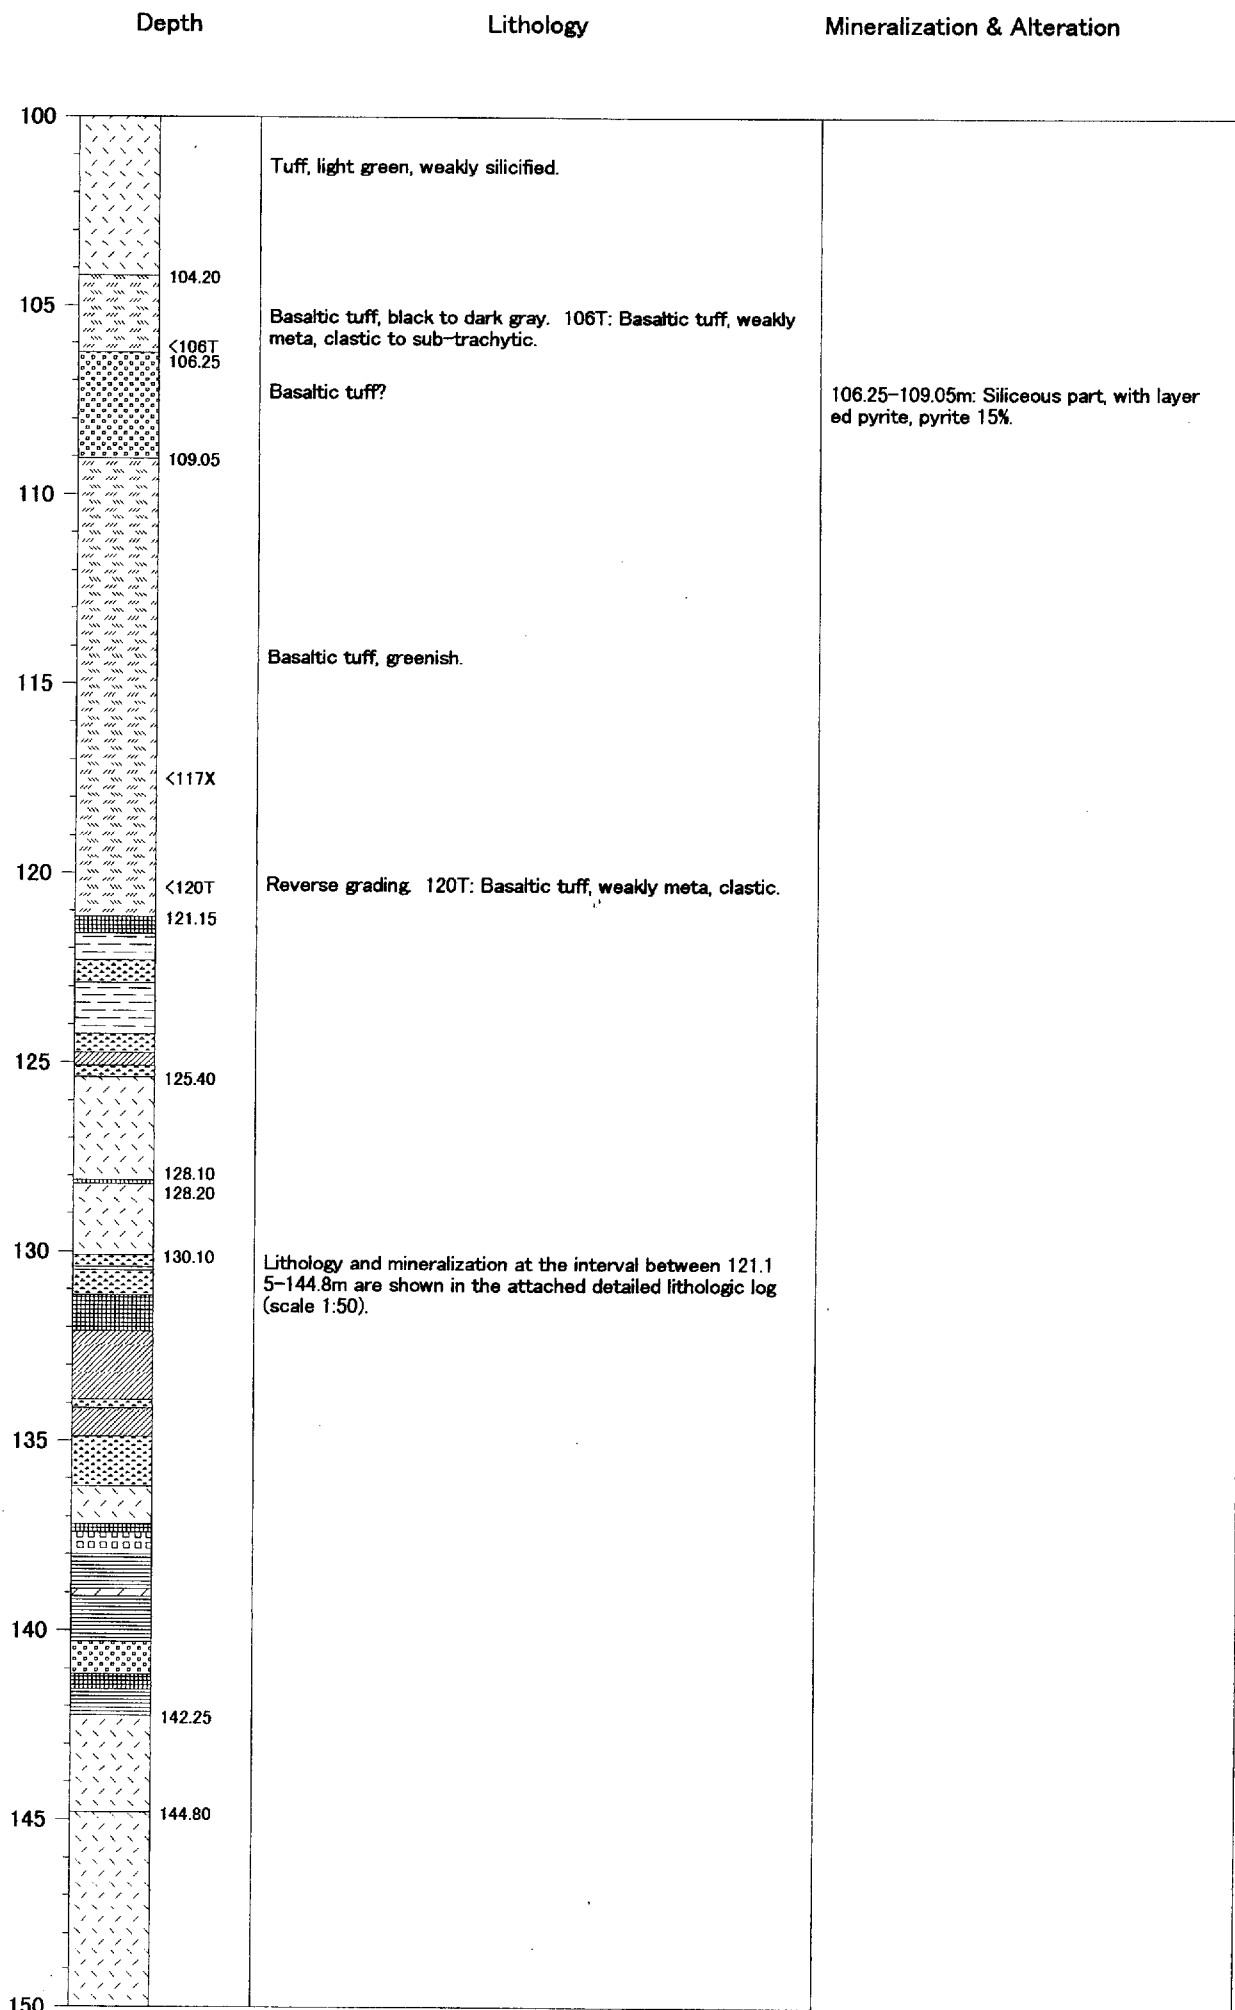 Depth Lithology Mineralization & Alteration
100
Tuff, light green, weakly silicified.
104.20
105
Basaltic tuff, black to dark gray. 106T: Basaltic tuff, weakly
meta, clastic to sub-trachytic.
<106T
106.25
Basaltic tuff?
106.25-109.05m: Siliceous part, with layer
ed pyrite, pyrite 15%.
109.05
110
Basaltic tuff, greenish.
115
<117X
120
<120T
Reverse grading. 120T: Basaltic tuff, weakly meta, clastic.
121.15
125
125.40
128.10
128.20
130
130.10
Lithology and mineralization at the interval between 121.1
5-144.8m are shown in the attached detailed lithologic log
(scale 1:50).
135
140
142.25
145
144.80
150